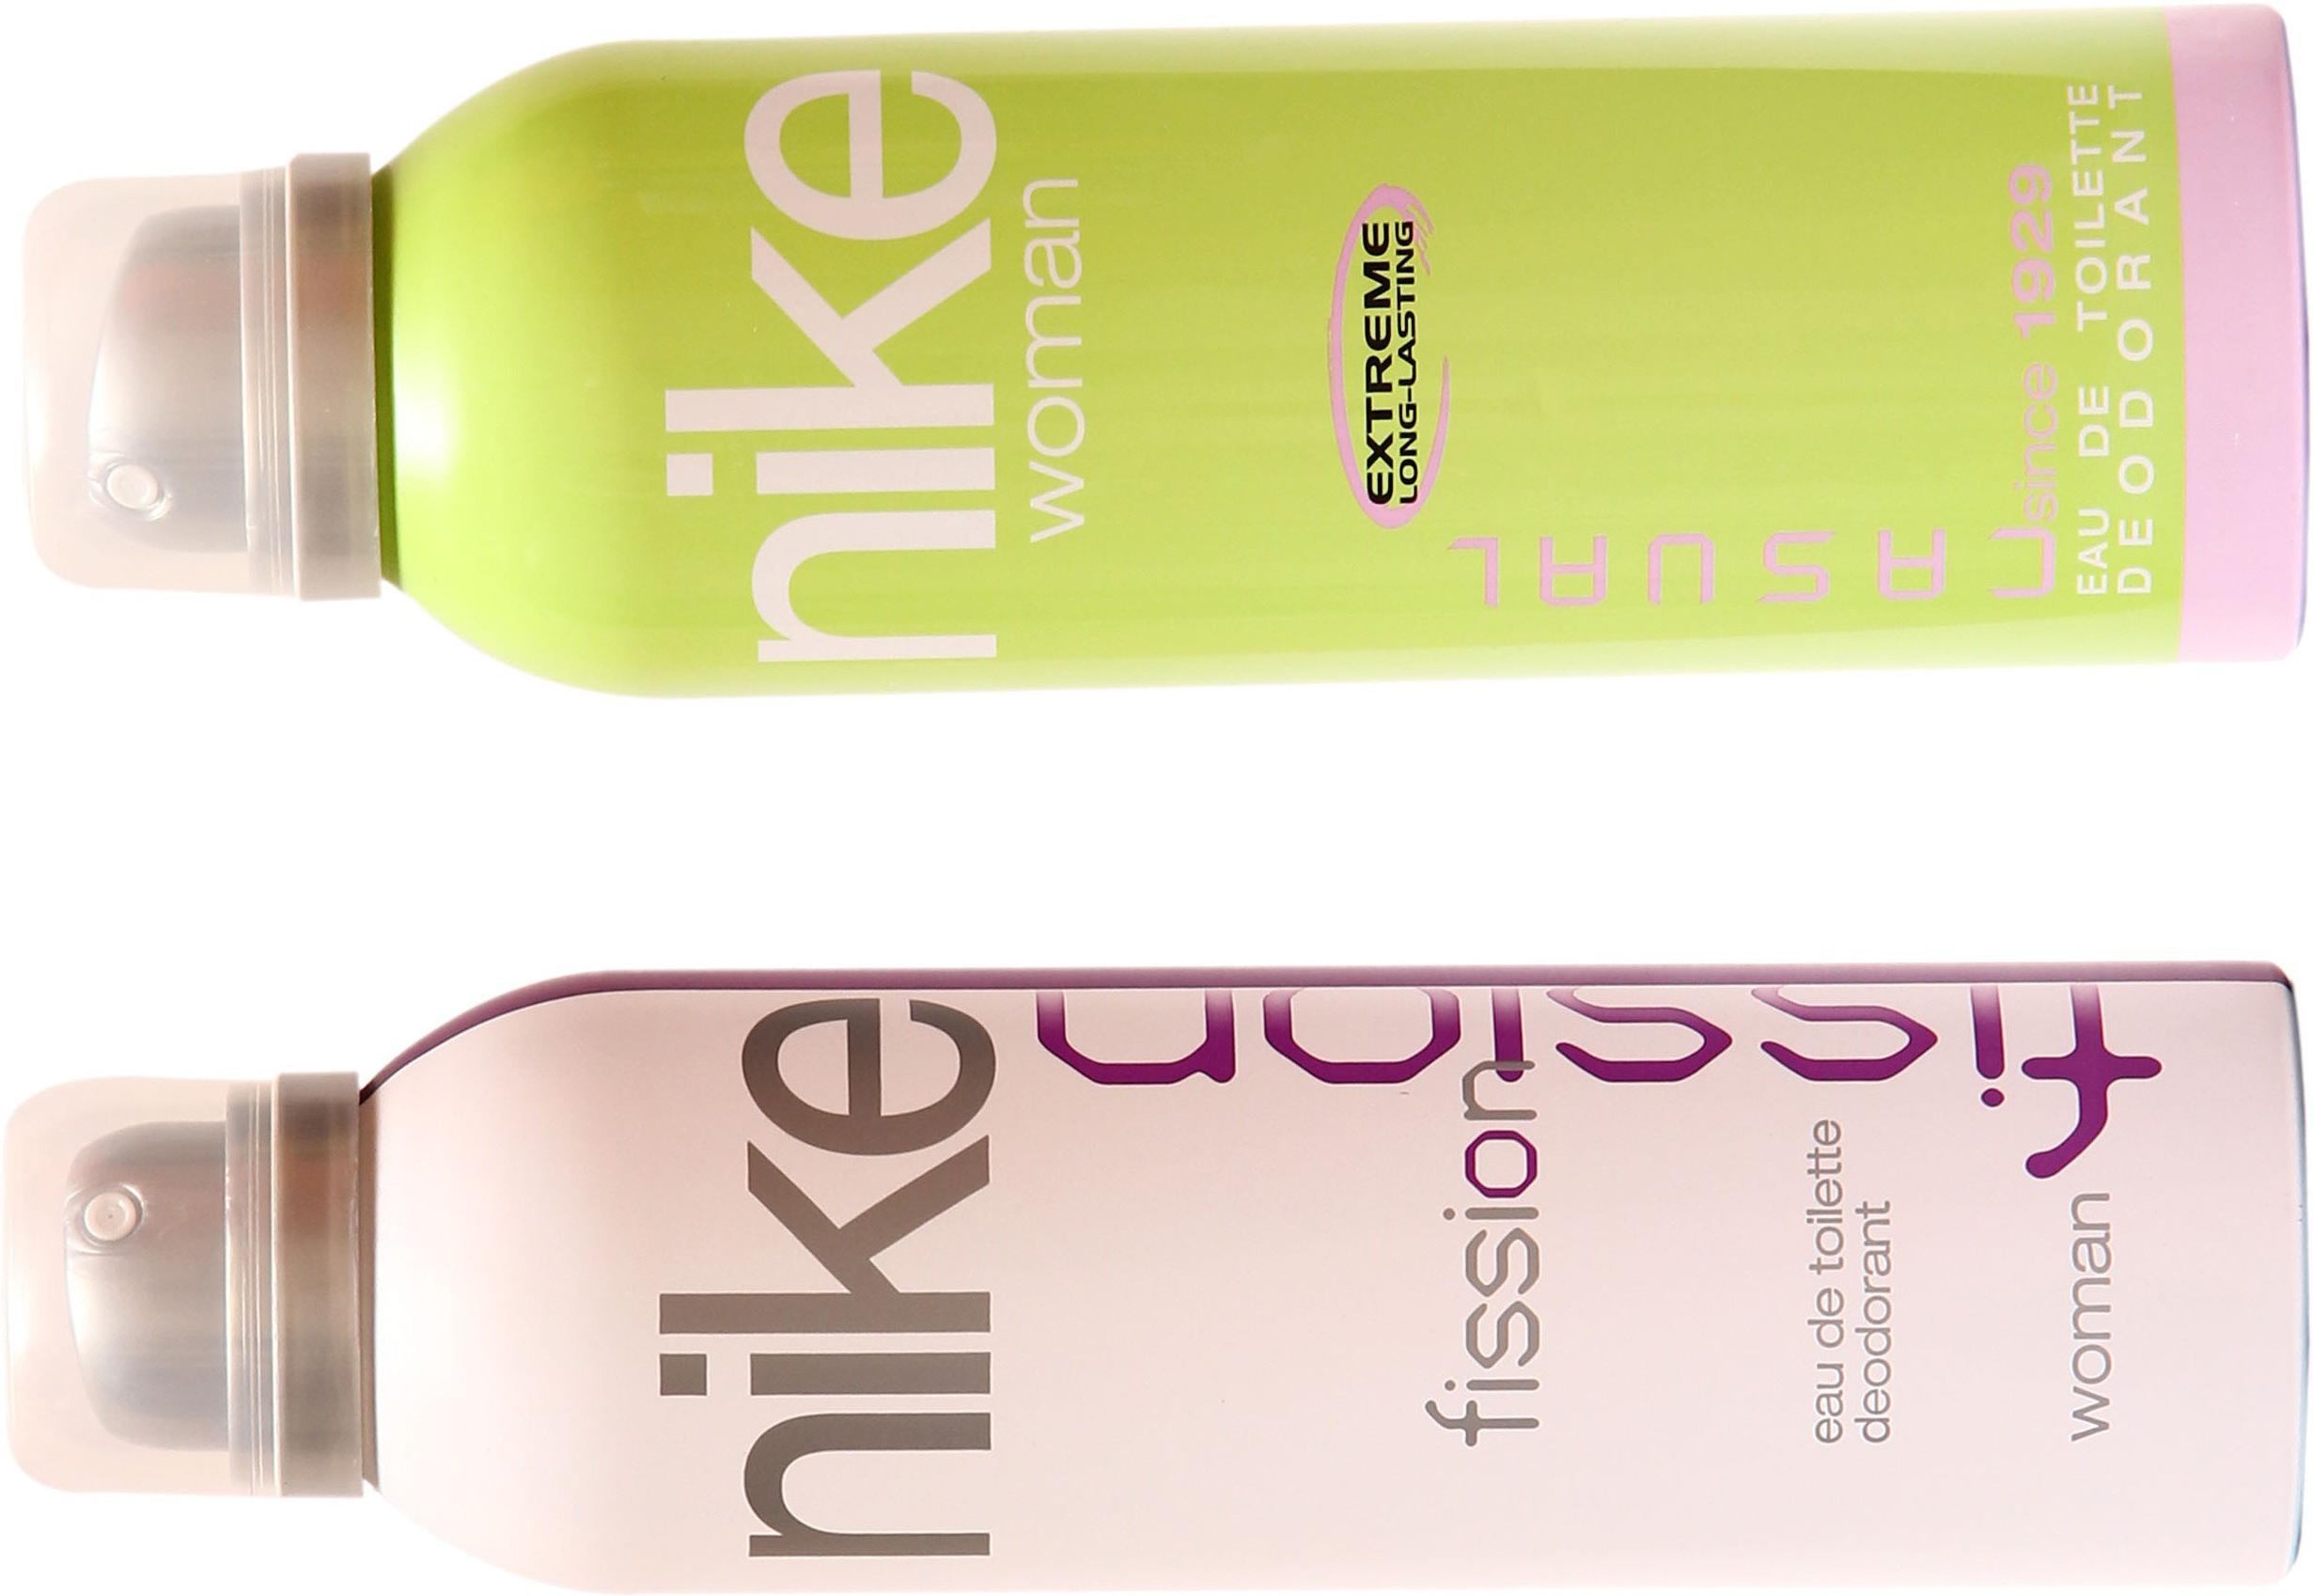 nike
woman
EXTREME
LONG-LASTING
CASUAL
since 1929
EAU DE TOILETTE
DEODORANT
nike
fission
fission
eau de toilette
deodorant
woman